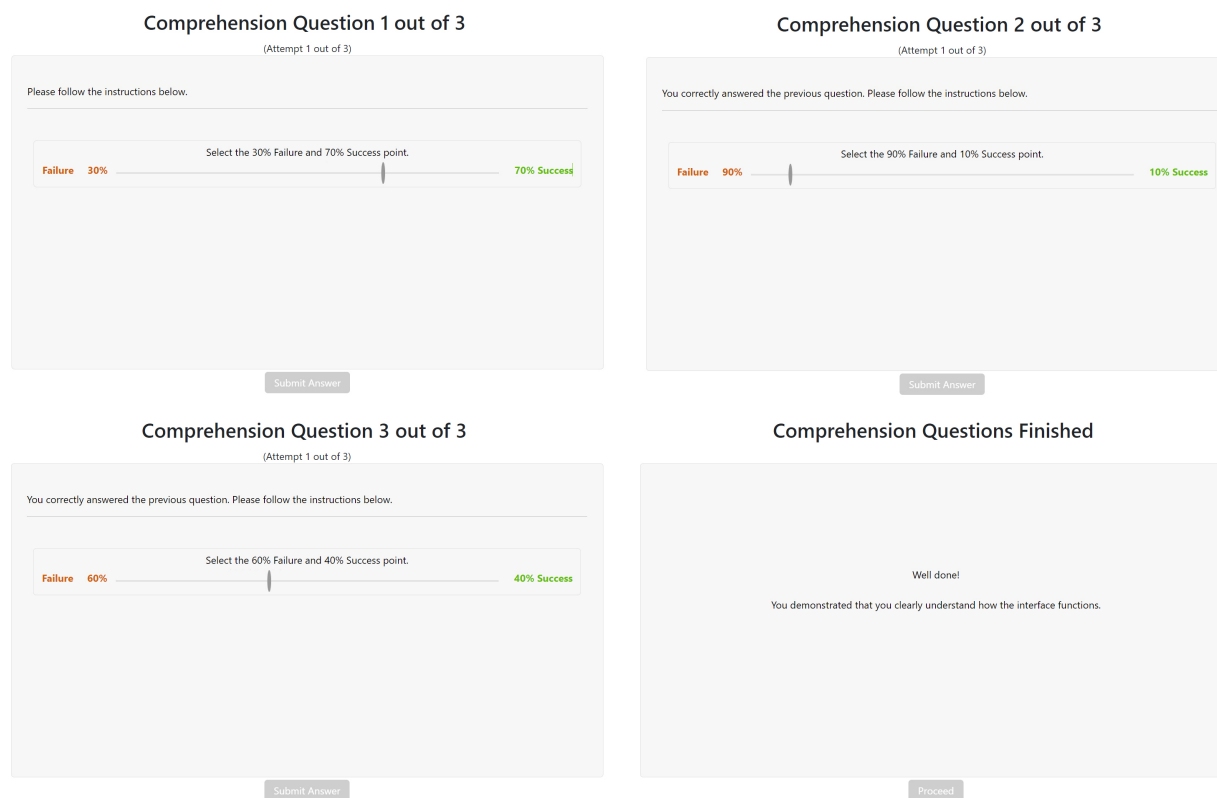 Comprehension Question 1 out of 3
(Attempt 1 out of 3)
Please follow the instructions below.
Select the 30% Failure and 70% Success point.
Failure 30% 70% Success
Submit Answer
Comprehension Question 2 out of 3
(Attempt 1 out of 3)
You correctly answered the previous question. Please follow the instructions below.
Select the 90% Failure and 10% Success point.
Failure 90% 10% Success
Submit Answer
Comprehension Question 3 out of 3
(Attempt 1 out of 3)
You correctly answered the previous question. Please follow the instructions below.
Select the 60% Failure and 40% Success point.
Failure 60% 40% Success
Submit Answer
Comprehension Questions Finished
Well done!
You demonstrated that you clearly understand how the interface functions.
Proceed